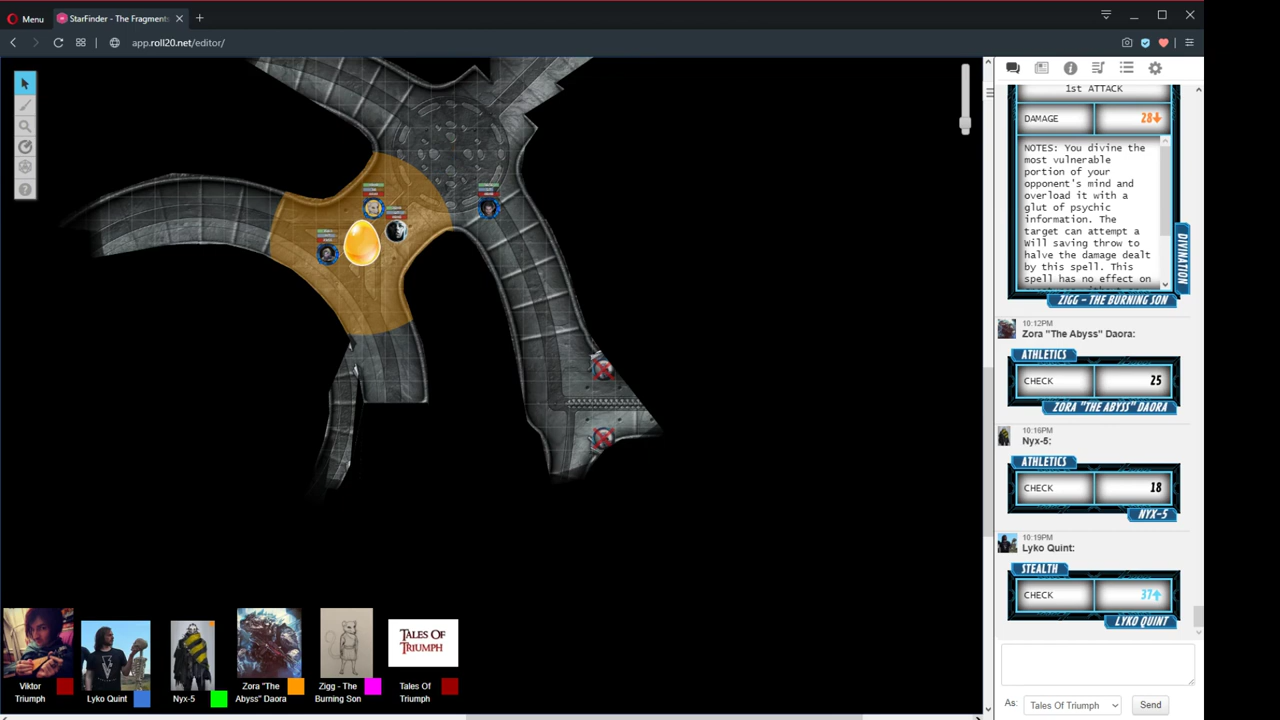 Menu
StarFinder - The Fragments
app.roll20.net/editor/
1st ATTACK
DAMAGE
28
NOTES: You divine the
most vulnerable
portion of your
opponent's mind and
overload it with a
glut of psychic
information. The
target can attempt a
Will saving throw to
halve the damage dealt
by this spell. This
spell has no effect on
DIVINATION
ZIGG - THE BURNING SON
10:12PM
Zora "The Abyss" Daora:
ATHLETICS
CHECK
25
ZORA "THE ABYSS" DAORA
10:16PM
Nyx-5:
ATHLETICS
CHECK
18
NYX-5
10:19PM
Lyko Quint:
STEALTH
CHECK
37
LYKO QUINT
TALES OF
TRIUMPH
Viktor
Triumph
Lyko Quint
Nyx-5
Zora "The
Abyss" Daora
Zigg - The
Burning Son
Tales Of
Triumph
As:
Tales Of Triumph
Send